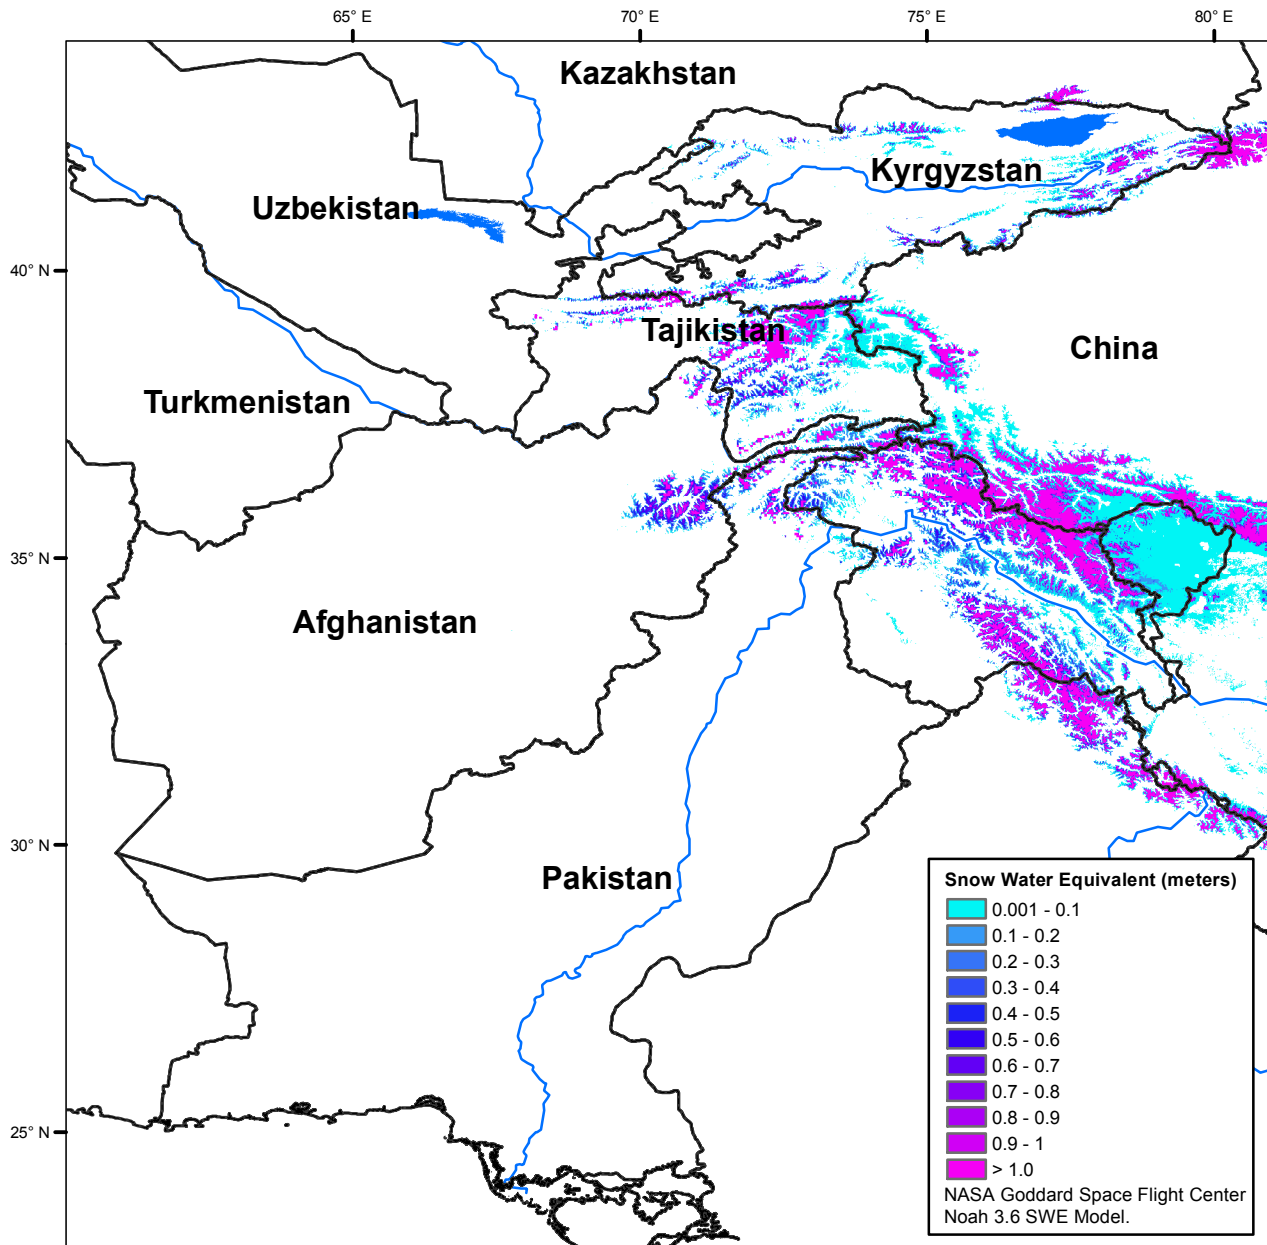 65° E
70° E
75° E
80° E
Kazakhstan
Kyrgyzstan
Uzbekistan
40° N
Tajikistan
China
Turkmenistan
35° N
Afghanistan
30° N
Pakistan
25° N
Snow Water Equivalent (meters)
0.001 - 0.1
0.1 - 0.2
0.2 - 0.3
0.3 - 0.4
0.4 - 0.5
0.5 - 0.6
0.6 - 0.7
0.7 - 0.8
0.8 - 0.9
0.9 - 1
> 1.0
NASA Goddard Space Flight Center
Noah 3.6 SWE Model.